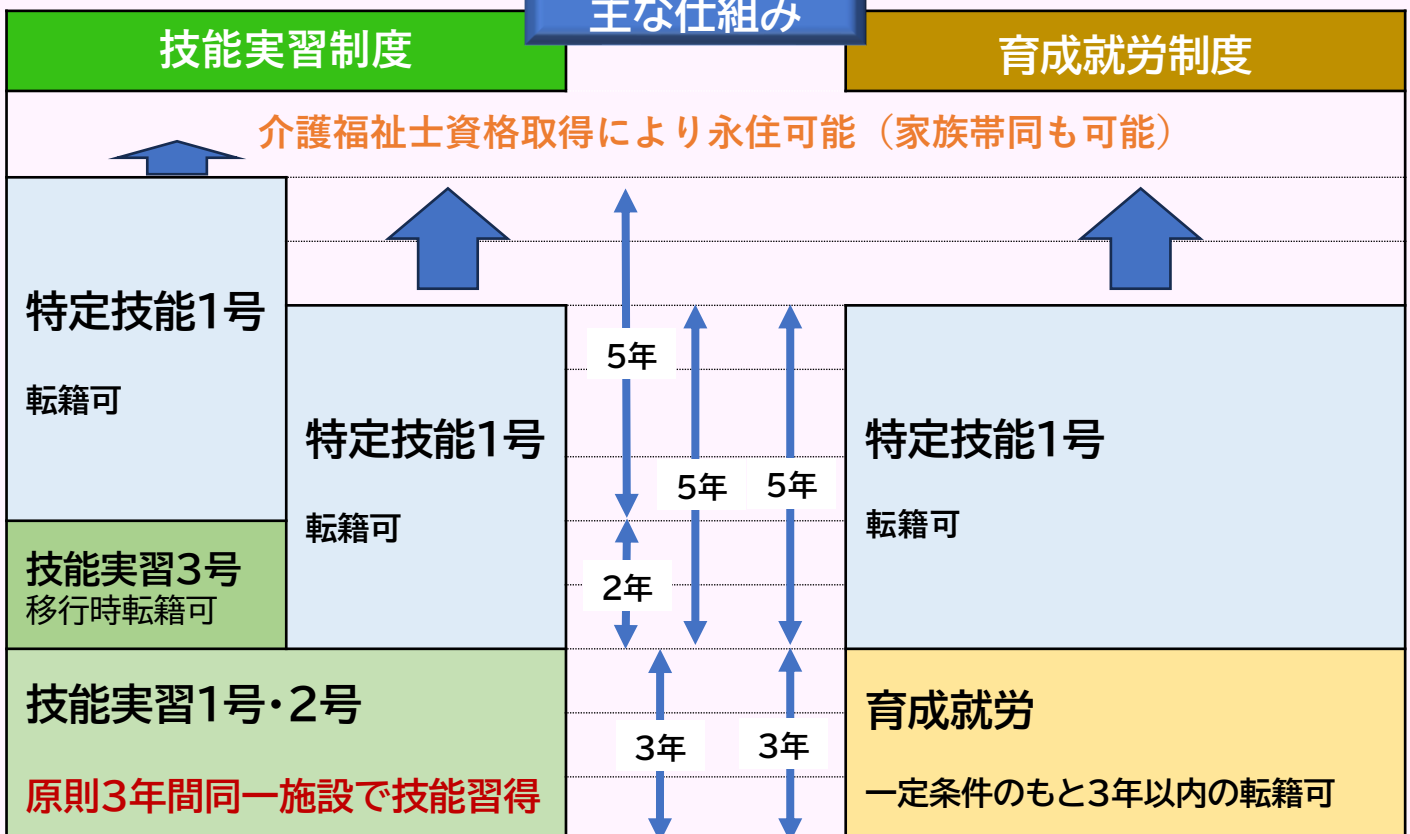 主な仕組み
技能実習制度
育成就労制度
介護福祉士資格取得により永住可能（家族帯同も可能）
特定技能1号
転籍可
技能実習3号
移行時転籍可
特定技能1号
転籍可
技能実習1号・2号
原則3年間同一施設で技能習得
5年
2年
5年
5年
3年
3年
特定技能1号
転籍可
育成就労
一定条件のもと3年以内の転籍可